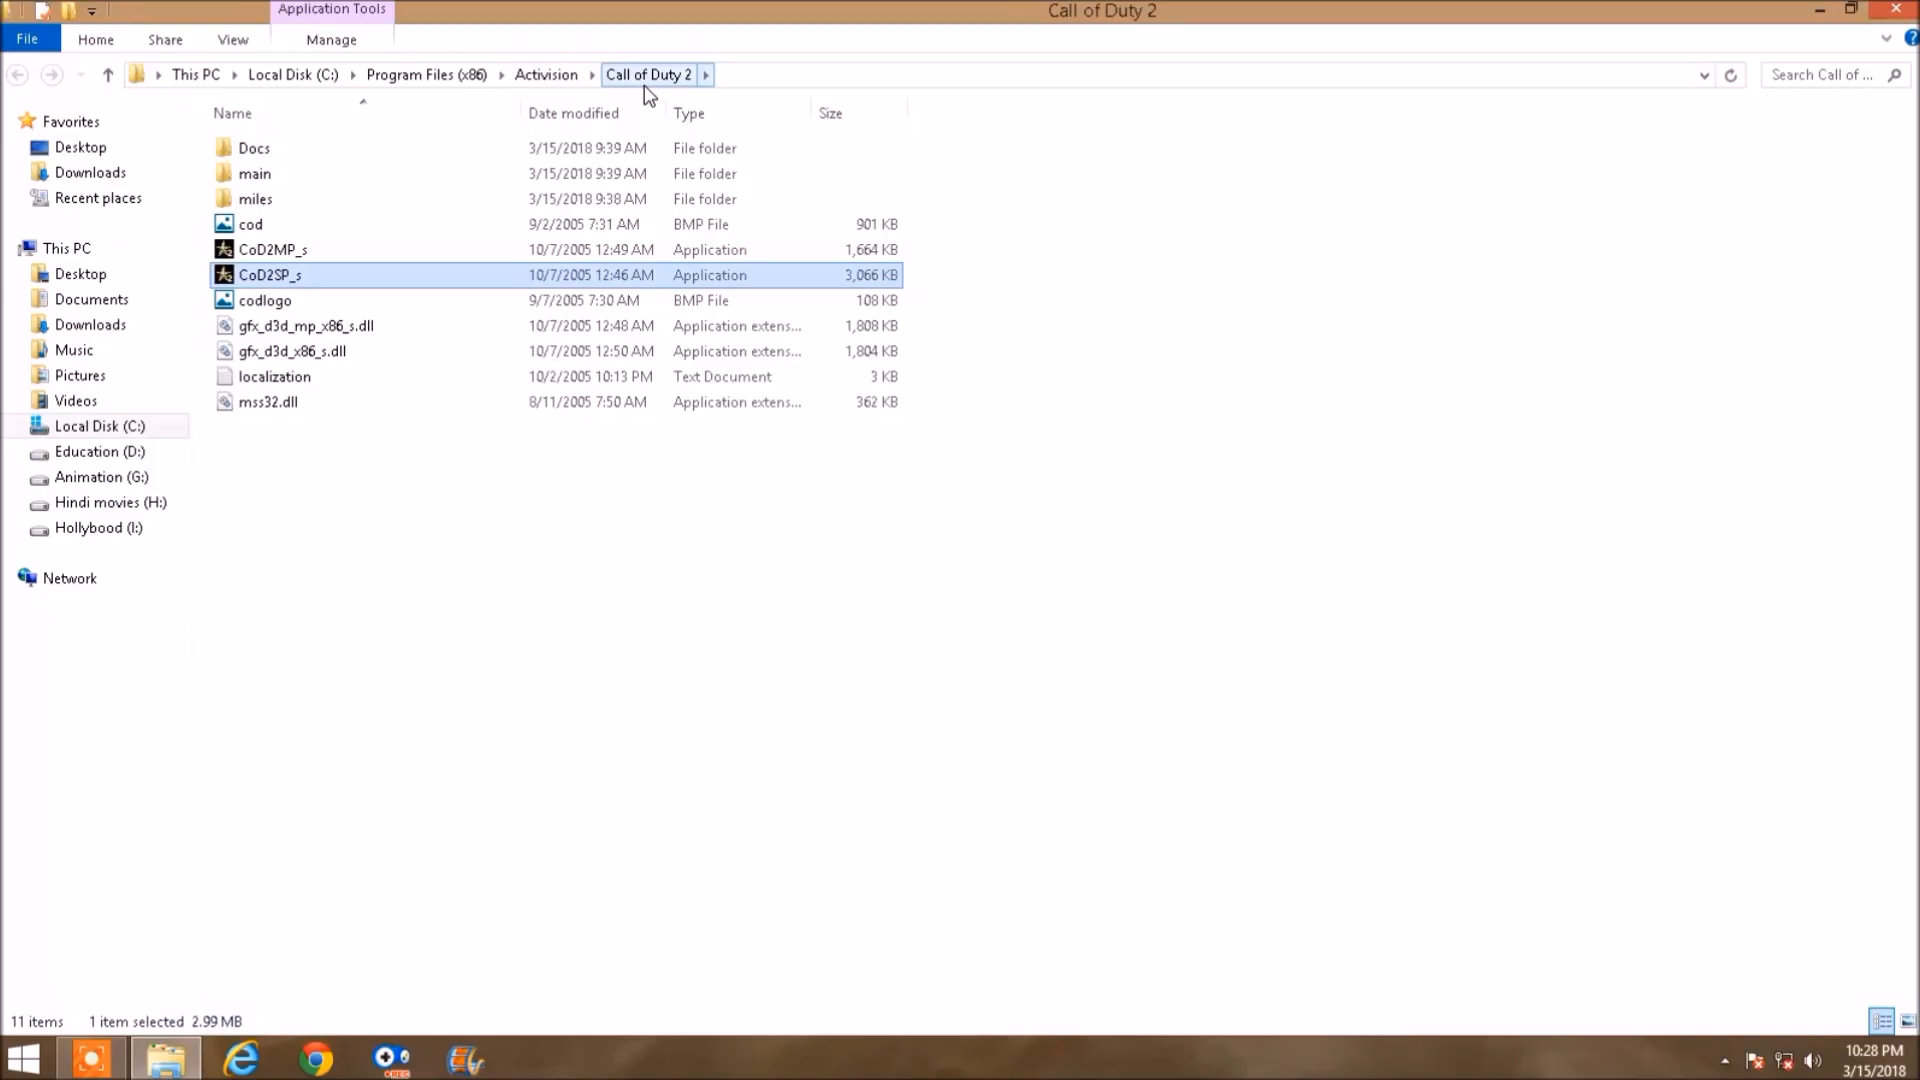 Application Tools
Call of Duty 2
File Home Share View Manage
This PC Local Disk (C:) Program Files (x86) Activision Call of Duty 2
Search Call of ...
Name Date modified Type Size
Favorites
Desktop
Downloads
Recent places
This PC
Desktop
Documents
Downloads
Music
Pictures
Videos
Local Disk (C:)
Education (D:)
Animation (G:)
Hindi movies (H:)
Hollybood (I:)
Network
Docs 3/15/2018 9:39 AM File folder
main 3/15/2018 9:39 AM File folder
miles 3/15/2018 9:38 AM File folder
cod 9/2/2005 7:31 AM BMP File 901 KB
CoD2MP_s 10/7/2005 12:49 AM Application 1,664 KB
CoD2SP_s 10/7/2005 12:46 AM Application 3,066 KB
codlogo 9/7/2005 7:30 AM BMP File 108 KB
gfx_d3d_mp_x86_s.dll 10/7/2005 12:48 AM Application extens... 1,808 KB
gfx_d3d_x86_s.dll 10/7/2005 12:50 AM Application extens... 1,804 KB
localization 10/2/2005 10:13 PM Text Document 3 KB
mss32.dll 8/11/2005 7:50 AM Application extens... 362 KB
11 items 1 item selected 2.99 MB
REC
10:28 PM
3/15/2018